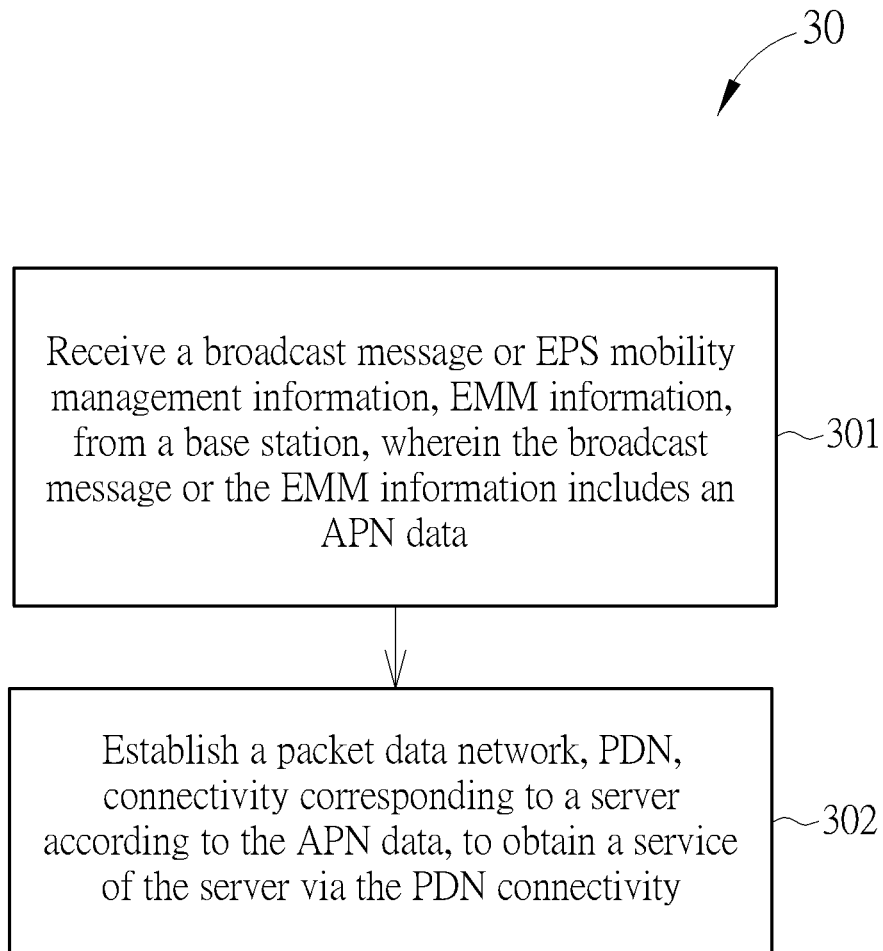 30
Receive a broadcast message or EPS mobility
management information, EMM information,
from a base station, wherein the broadcast
message or the EMM information includes an
APN data
301
Establish a packet data network, PDN,
connectivity corresponding to a server
according to the APN data, to obtain a service
of the server via the PDN connectivity
302